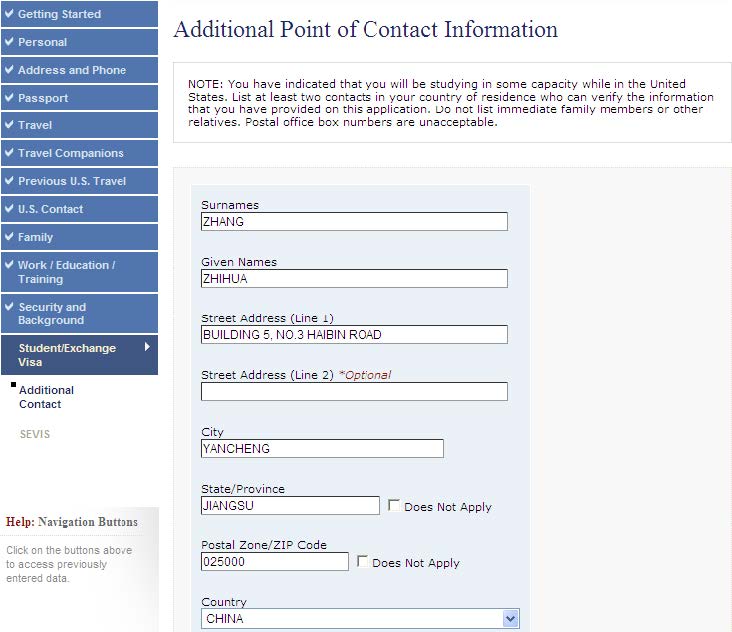 Getting Started
Personal
Address and Phone
Passport
Travel
Travel Companions
Previous U.S. Travel
U.S. Contact
Family
Work / Education /
Training
Security and
Background
Student/Exchange
Visa
Additional
Contact
SEVIS
Help: Navigation Buttons
Click on the buttons above
to access previously
entered data.
Additional Point of Contact Information
NOTE: You have indicated that you will be studying in some capacity while in the United
States. List at least two contacts in your country of residence who can verify the information
that you have provided on this application. Do not list immediate family members or other
relatives. Postal office box numbers are unacceptable.
Surnames
ZHANG
Given Names
ZHIHUA
Street Address (Line 1)
BUILDING 5, NO.3 HAIBIN ROAD
Street Address (Line 2) *Optional
City
YANCHENG
State/Province
JIANGSU
Does Not Apply
Postal Zone/ZIP Code
025000
Does Not Apply
Country
CHINA